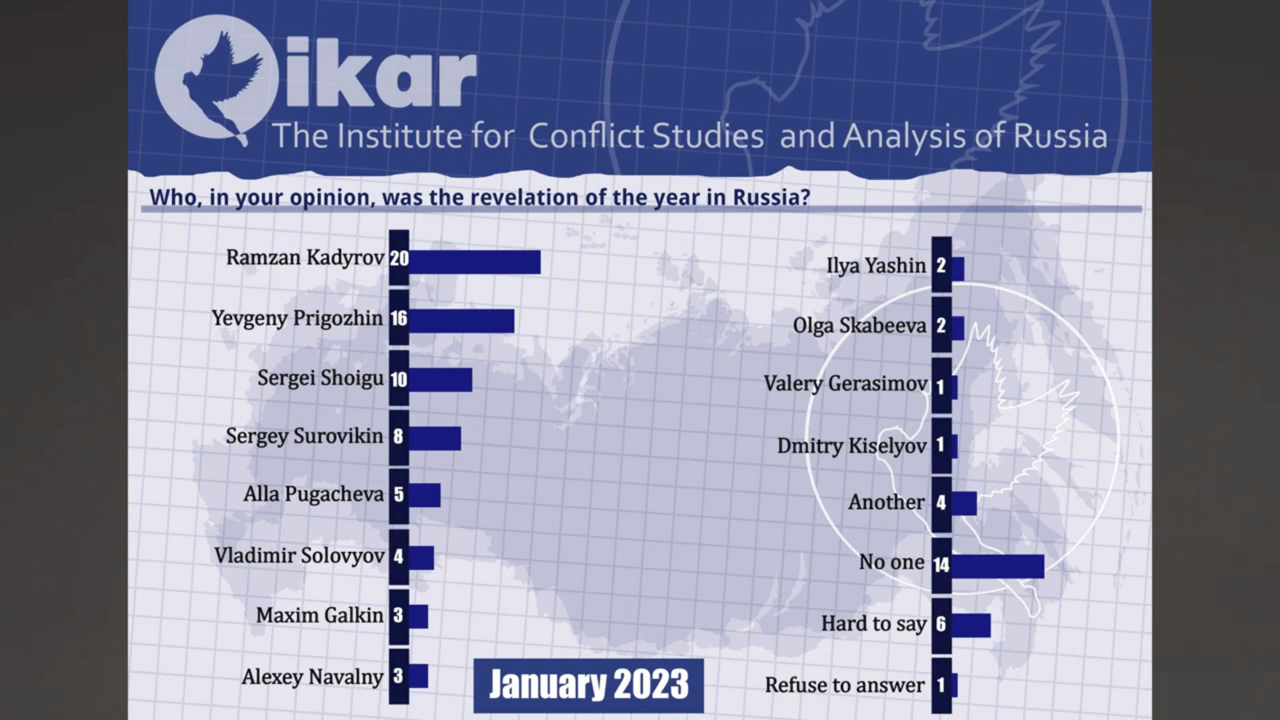 ikar
The Institute for Conflict Studies and Analysis of Russia
Who, in your opinion, was the revelation of the year in Russia?
Ramzan Kadyrov 20
Yevgeny Prigozhin 16
Sergei Shoigu 10
Sergey Surovikin 8
Alla Pugacheva 5
Vladimir Solovyov 4
Maxim Galkin 3
Alexey Navalny 3
Ilya Yashin 2
Olga Skabeeva 2
Valery Gerasimov 1
Dmitry Kiselyov 1
Another 4
No one 14
Hard to say 6
Refuse to answer 1
January 2023